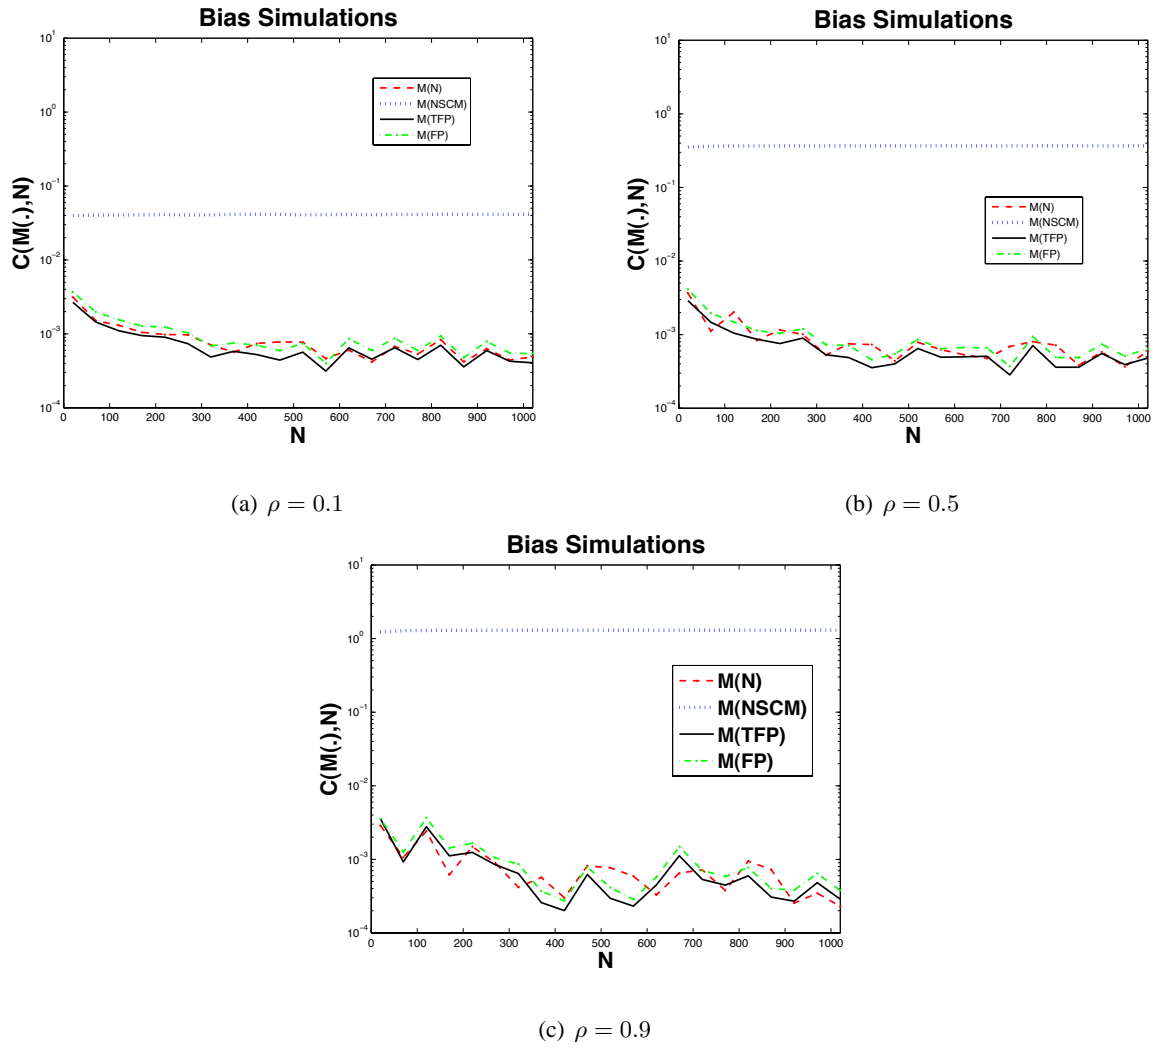 Bias Simulations
10^1
10^0
10^-1
10^-2
10^-3
10^-4
C(M(.),N)
M(N)
M(NSCM)
M(TFP)
M(FP)
0 100 200 300 400 500 600 700 800 900 1000
N
(a) ρ = 0.1
Bias Simulations
10^1
10^0
10^-1
10^-2
10^-3
10^-4
C(M(.),N)
M(N)
M(NSCM)
M(TFP)
M(FP)
0 100 200 300 400 500 600 700 800 900 1000
N
(b) ρ = 0.5
Bias Simulations
10^1
10^0
10^-1
10^-2
10^-3
10^-4
C(M(.),N)
M(N)
M(NSCM)
M(TFP)
M(FP)
0 100 200 300 400 500 600 700 800 900 1000
N
(c) ρ = 0.9